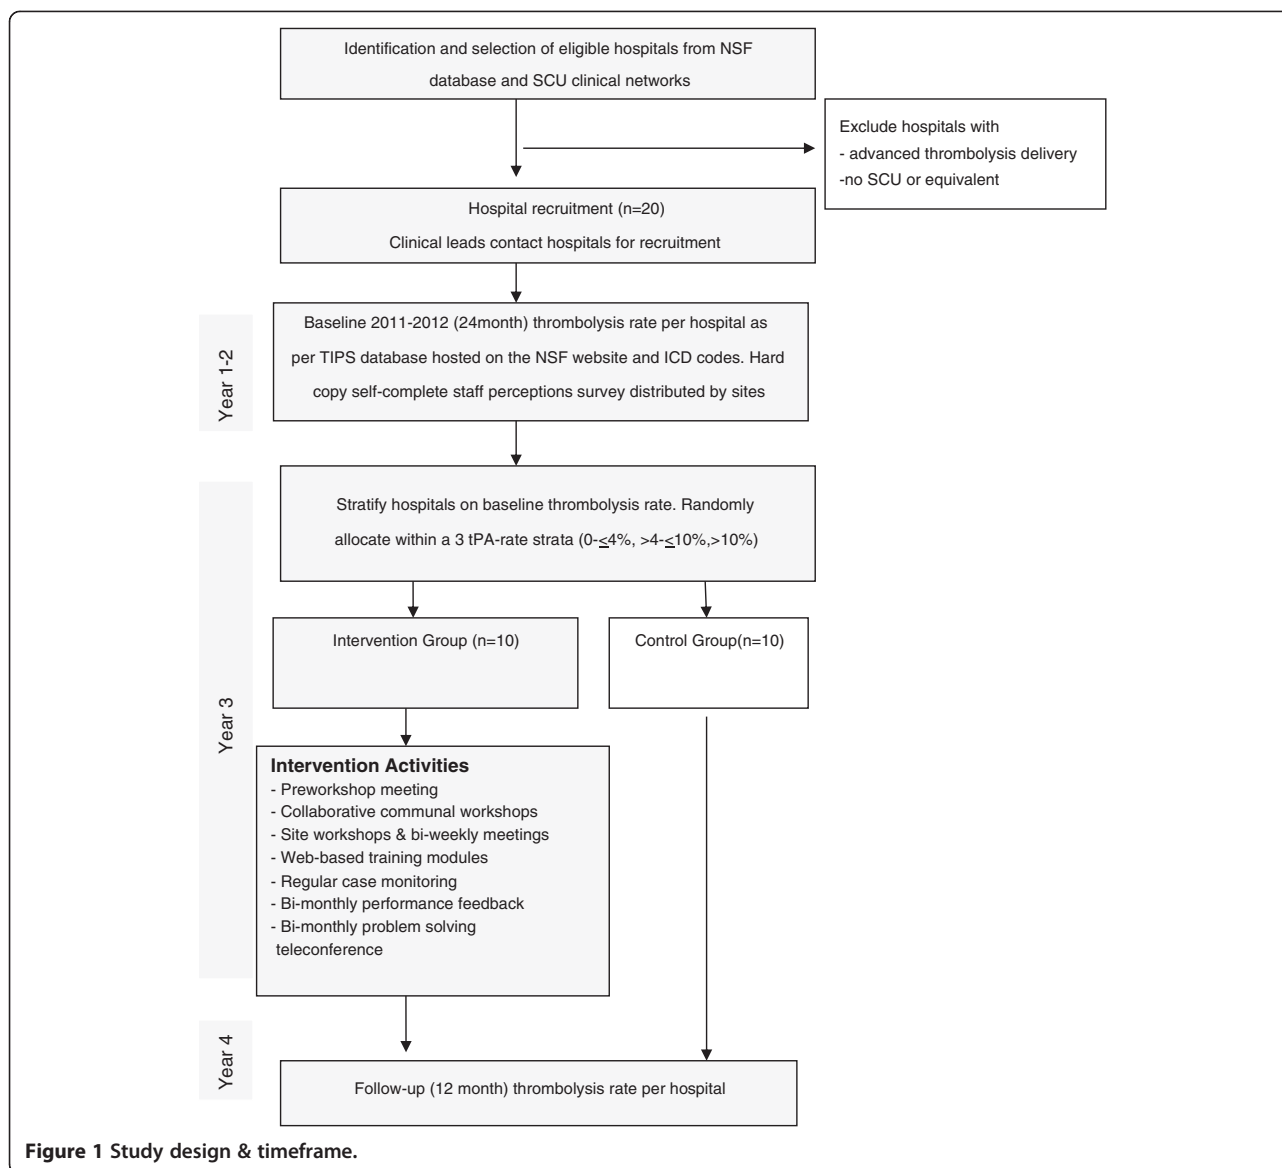 Identification and selection of eligible hospitals from NSF
database and SCU clinical networks
Exclude hospitals with
- advanced thrombolysis delivery
-no SCU or equivalent
Hospital recruitment (n=20)
Clinical leads contact hospitals for recruitment
Year 1-2
Baseline 2011-2012 (24month) thrombolysis rate per hospital as
per TIPS database hosted on the NSF website and ICD codes. Hard
copy self-complete staff perceptions survey distributed by sites
Year 3
Stratify hospitals on baseline thrombolysis rate. Randomly
allocate within a 3 tPA-rate strata (0-≤4%, >4-≤10%,>10%)
Intervention Group (n=10)
Control Group(n=10)
Intervention Activities
- Preworkshop meeting
- Collaborative communal workshops
- Site workshops & bi-weekly meetings
- Web-based training modules
- Regular case monitoring
- Bi-monthly performance feedback
- Bi-monthly problem solving
teleconference
Year 4
Follow-up (12 month) thrombolysis rate per hospital
Figure 1 Study design & timeframe.